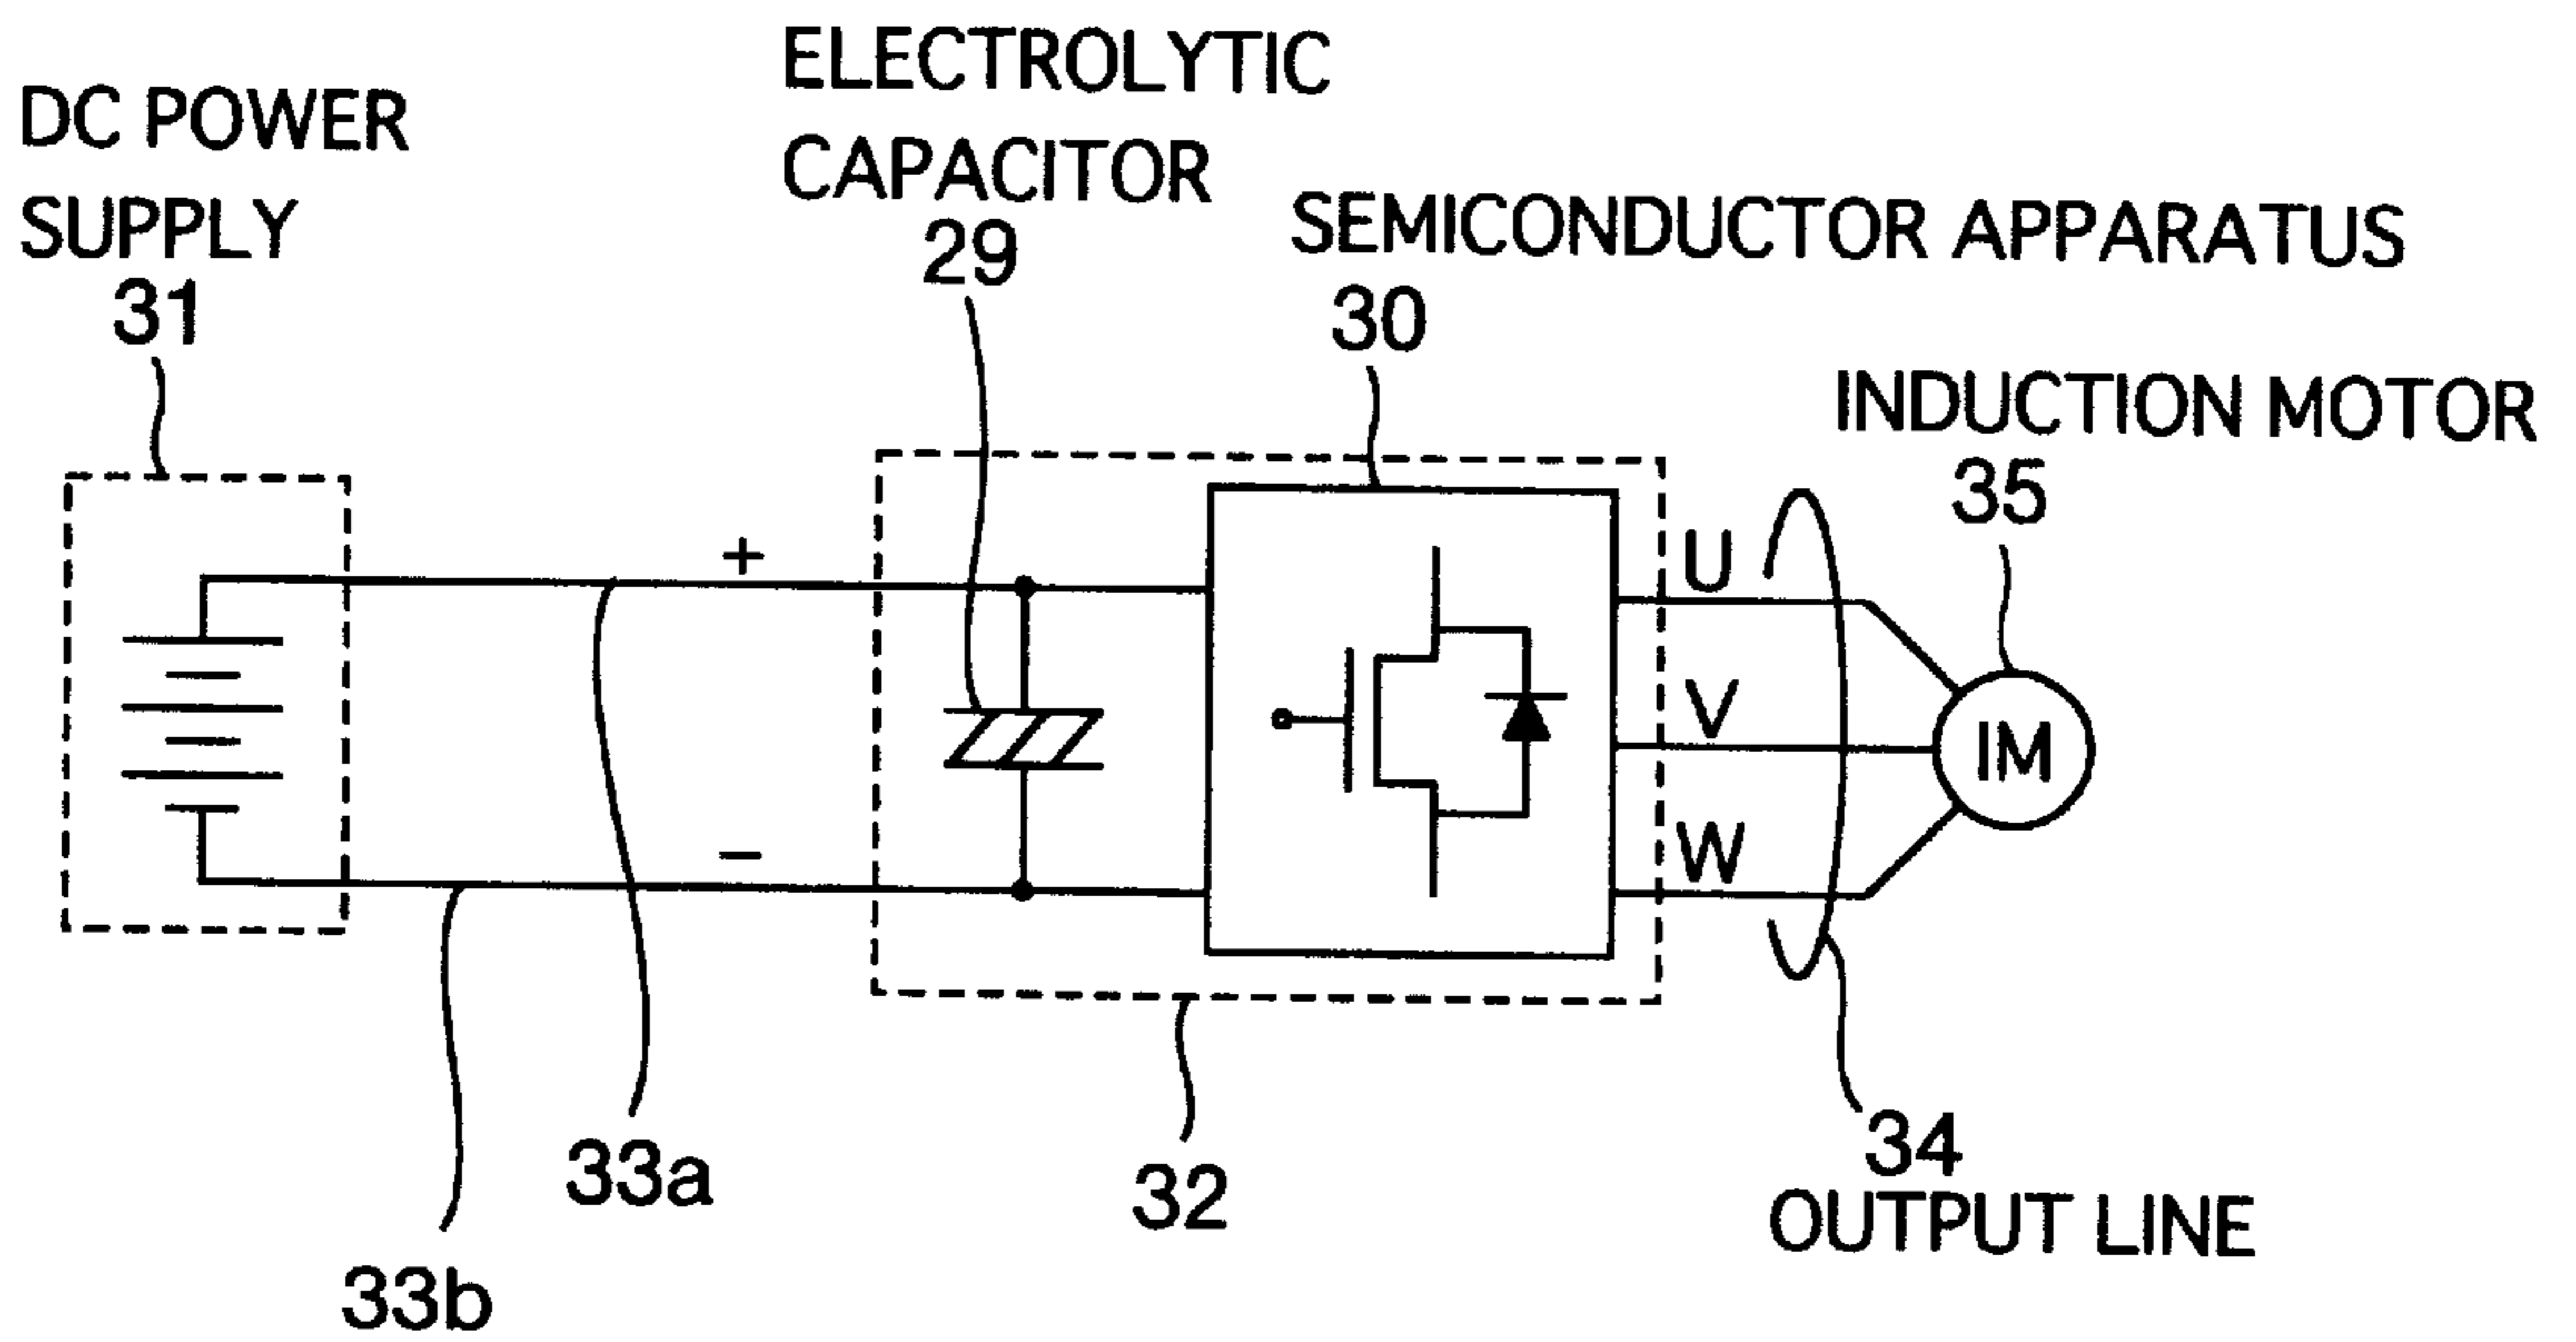 DC POWER
SUPPLY
31
ELECTROLYTIC
CAPACITOR
29
SEMICONDUCTOR APPARATUS
30
INDUCTION MOTOR
35
+
−
U
V
W
IM
33a
33b
32
34
OUTPUT LINE